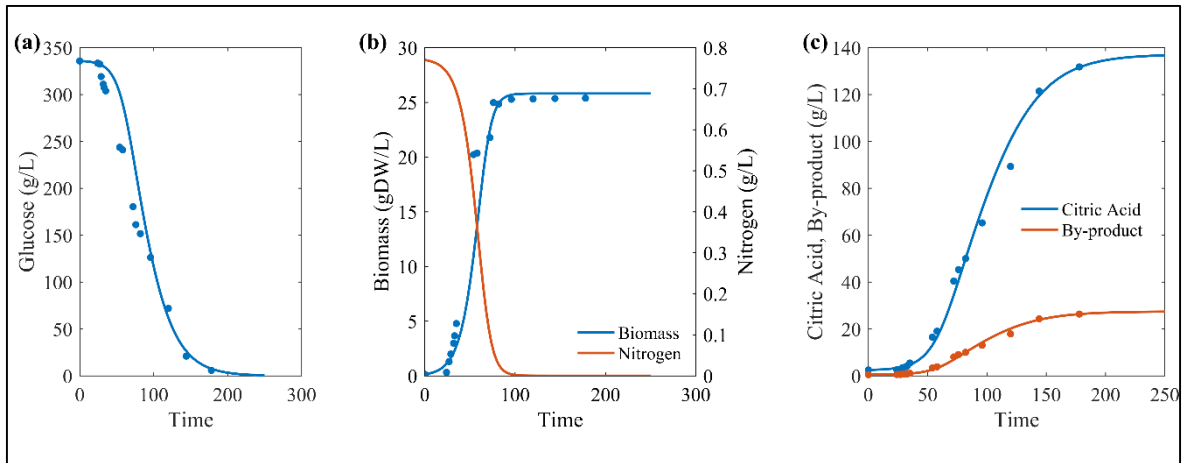 (a)
350
300
250
200
150
100
50
0
Glucose (g/L)
0 100 200 300
Time
(b)
30
25
20
15
10
5
0
Biomass (gDW/L)
0.8
0.7
0.6
0.5
0.4
0.3
0.2
0.1
0
Nitrogen (g/L)
Biomass
Nitrogen
0 100 200 300
Time
(c)
140
120
100
80
60
40
20
0
Citric Acid, By-product (g/L)
Citric Acid
By-product
0 50 100 150 200 250
Time